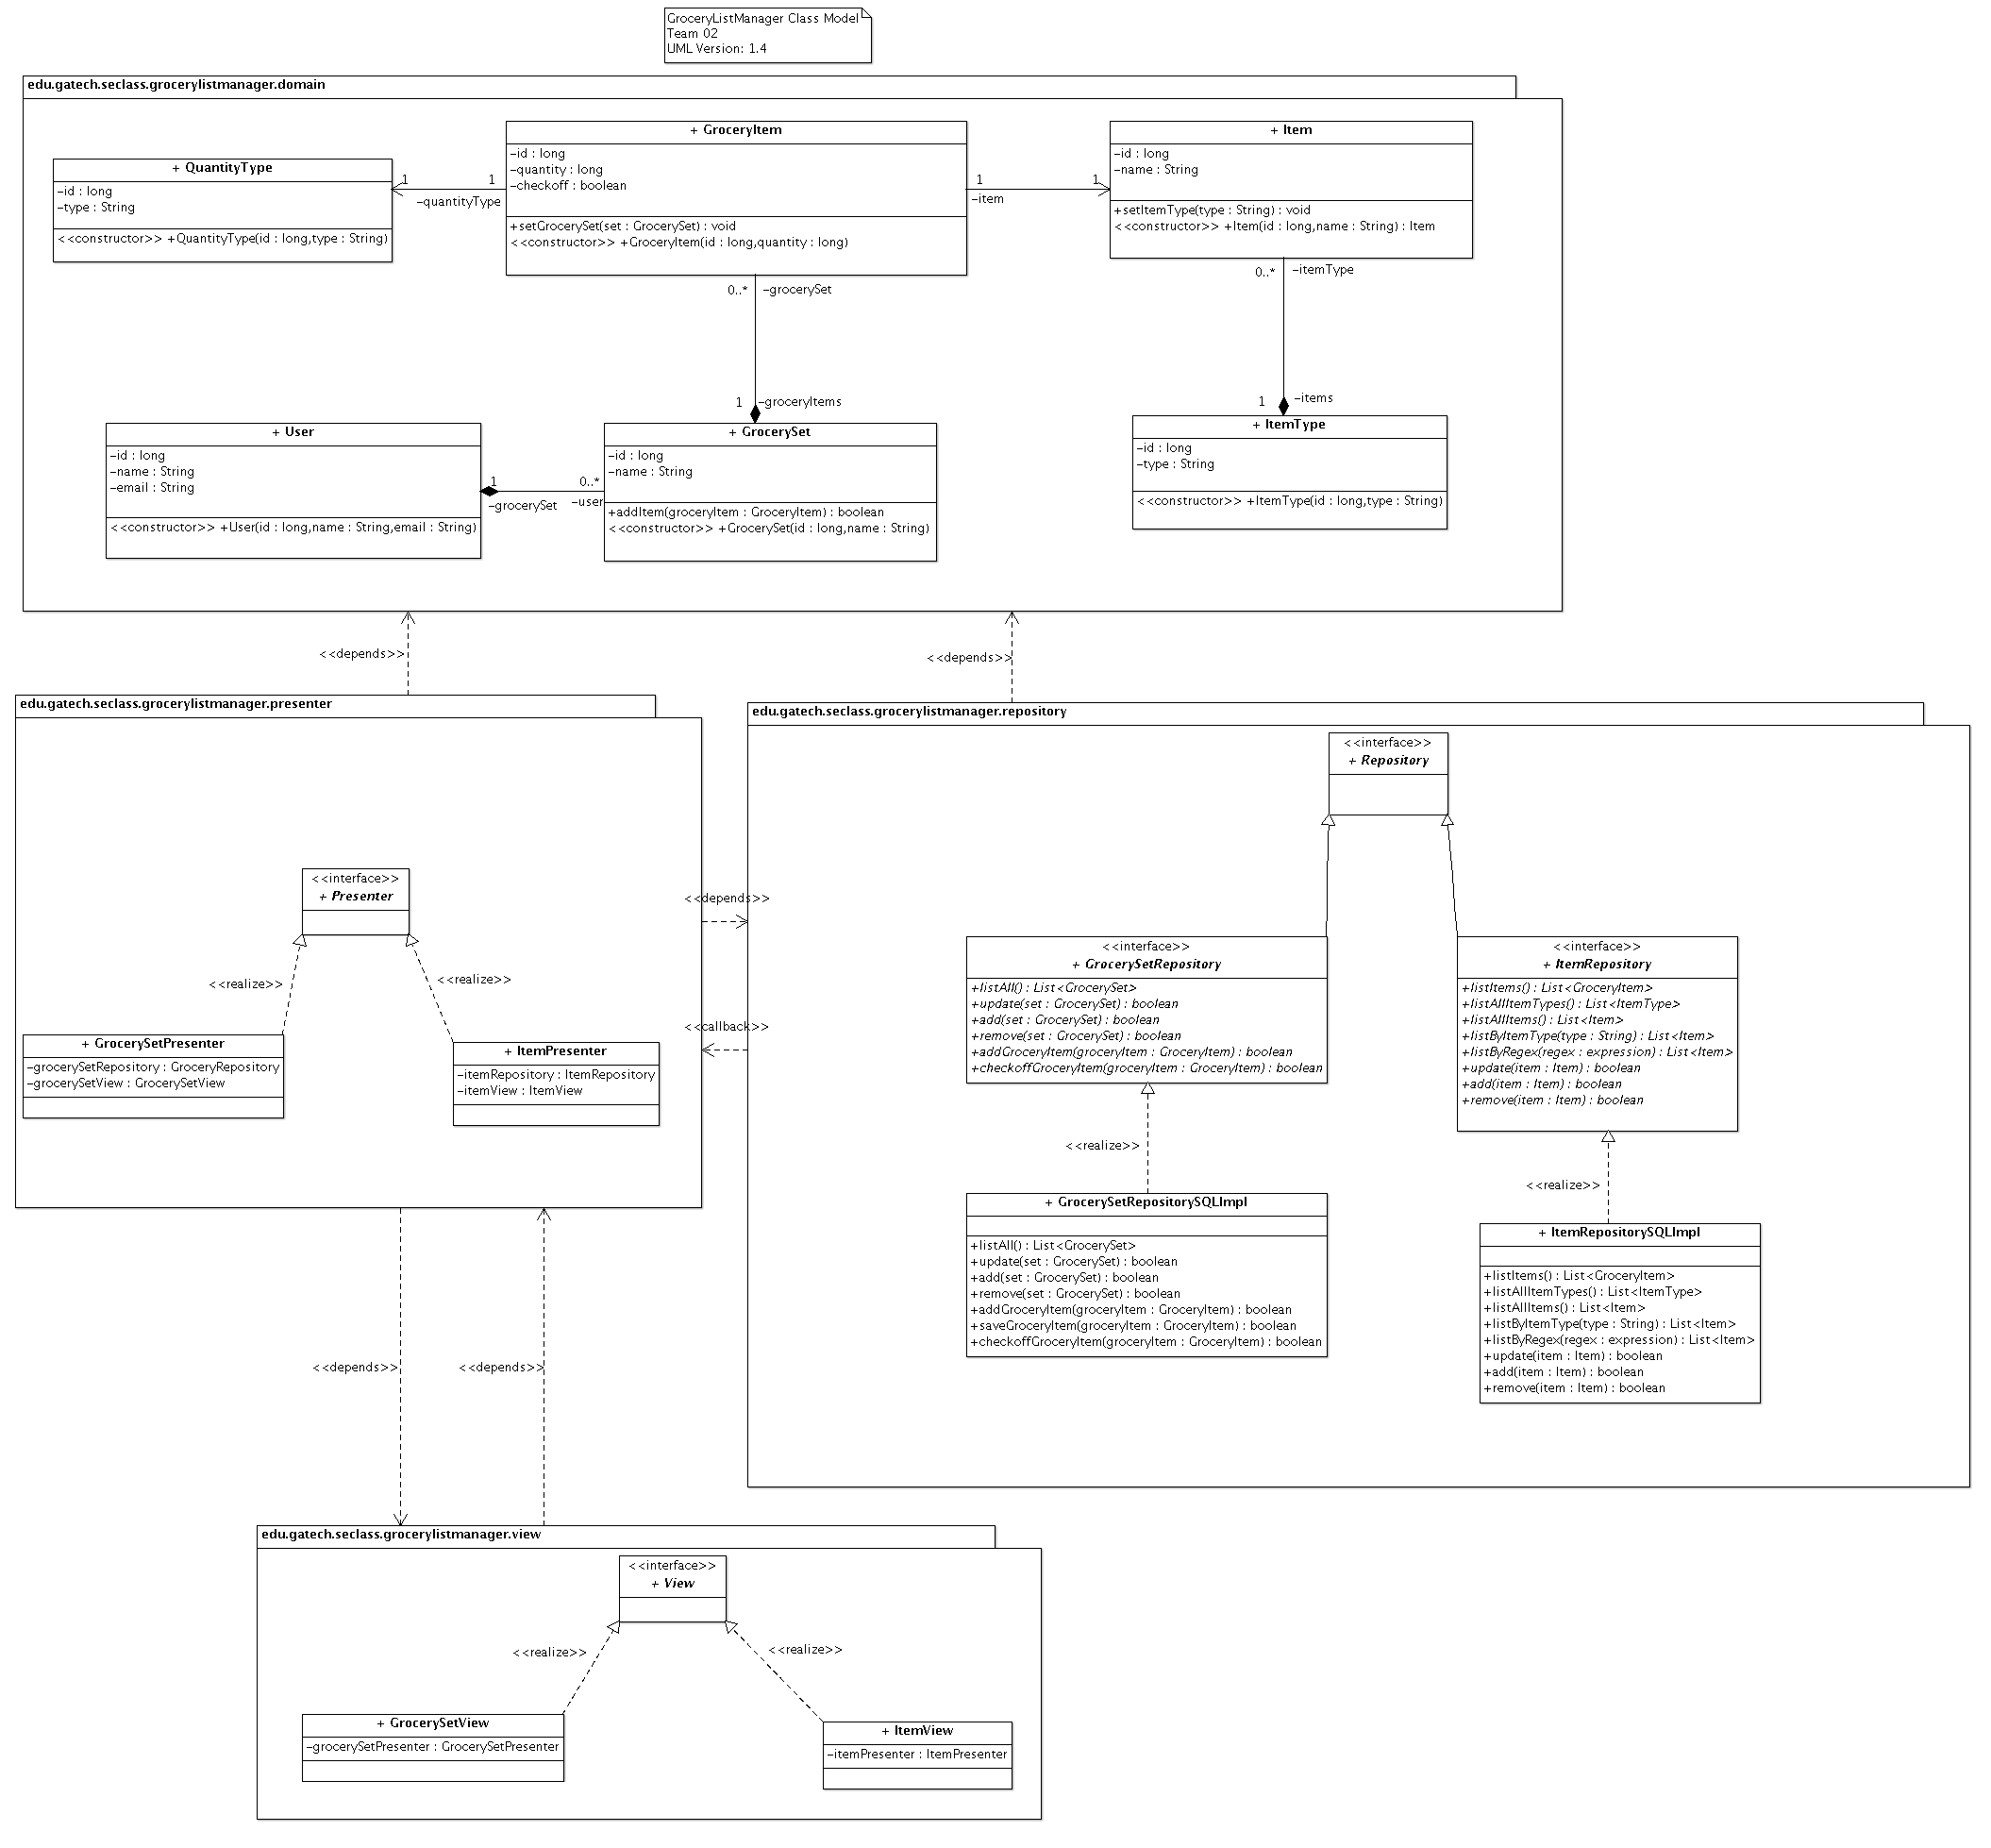 GroceryListManager Class Model
Team 02
UML Version: 1.4
edu.gatech.seclass.grocerylistmanager.domain
+ QuantityType
-id : long
-type : String
<<constructor>> +QuantityType(id : long,type : String)
1
1
-quantityType
+ GroceryItem
-id : long
-quantity : long
-checkoff : boolean
+setGrocerySet(set : GrocerySet) : void
<<constructor>> +GroceryItem(id : long,quantity : long)
1
1
-item
+ Item
-id : long
-name : String
+setItemType(type : String) : void
<<constructor>> +Item(id : long,name : String) : Item
0..*
-grocerySet
1
-groceryItems
0..*
-itemType
1
-items
+ User
-id : long
-name : String
-email : String
<<constructor>> +User(id : long,name : String,email : String)
1
0..*
-grocerySet
-user
+ GrocerySet
-id : long
-name : String
+addItem(groceryItem : GroceryItem) : boolean
<<constructor>> +GrocerySet(id : long,name : String)
+ ItemType
-id : long
-type : String
<<constructor>> +ItemType(id : long,type : String)
<<depends>>
<<depends>>
edu.gatech.seclass.grocerylistmanager.presenter
<<interface>>
+ Presenter
<<realize>>
<<realize>>
+ GrocerySetPresenter
-grocerySetRepository : GroceryRepository
-grocerySetView : GrocerySetView
+ ItemPresenter
-itemRepository : ItemRepository
-itemView : ItemView
<<depends>>
<<callback>>
edu.gatech.seclass.grocerylistmanager.repository
<<interface>>
+ Repository
<<interface>>
+ GrocerySetRepository
+listAll() : List<GrocerySet>
+update(set : GrocerySet) : boolean
+add(set : GrocerySet) : boolean
+remove(set : GrocerySet) : boolean
+addGroceryItem(groceryItem : GroceryItem) : boolean
+checkoffGroceryItem(groceryItem : GroceryItem) : boolean
<<interface>>
+ ItemRepository
+listItems() : List<GroceryItem>
+listAllItemTypes() : List<ItemType>
+listAllItems() : List<Item>
+listByItemType(type : String) : List<Item>
+listByRegex(regex : expression) : List<Item>
+update(item : Item) : boolean
+add(item : Item) : boolean
+remove(item : Item) : boolean
<<realize>>
<<realize>>
+ GrocerySetRepositorySQLImpl
+listAll() : List<GrocerySet>
+update(set : GrocerySet) : boolean
+add(set : GrocerySet) : boolean
+remove(set : GrocerySet) : boolean
+addGroceryItem(groceryItem : GroceryItem) : boolean
+saveGroceryItem(groceryItem : GroceryItem) : boolean
+checkoffGroceryItem(groceryItem : GroceryItem) : boolean
+ ItemRepositorySQLImpl
+listItems() : List<GroceryItem>
+listAllItemTypes() : List<ItemType>
+listAllItems() : List<Item>
+listByItemType(type : String) : List<Item>
+listByRegex(regex : expression) : List<Item>
+update(item : Item) : boolean
+add(item : Item) : boolean
+remove(item : Item) : boolean
<<depends>>
<<depends>>
edu.gatech.seclass.grocerylistmanager.view
<<interface>>
+ View
<<realize>>
<<realize>>
+ GrocerySetView
-grocerySetPresenter : GrocerySetPresenter
+ ItemView
-itemPresenter : ItemPresenter